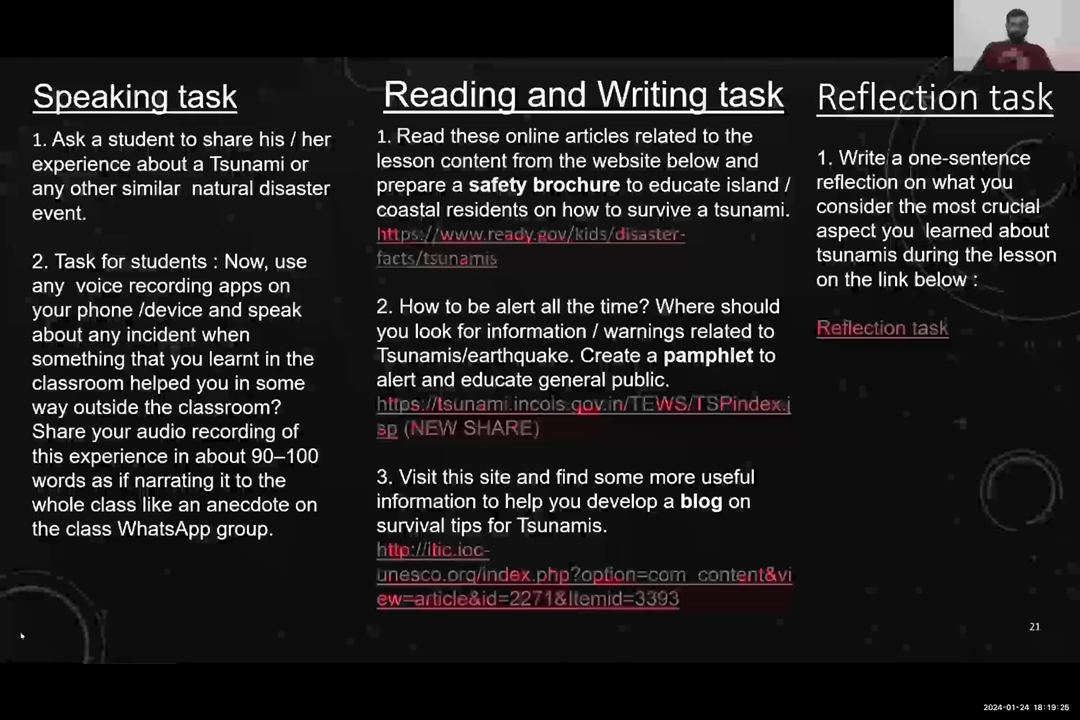 Speaking task
1. Ask a student to share his / her
experience about a Tsunami or
any other similar natural disaster
event.
2. Task for students : Now, use
any voice recording apps on
your phone /device and speak
about any incident when
something that you learnt in the
classroom helped you in some
way outside the classroom?
Share your audio recording of
this experience in about 90–100
words as if narrating it to the
whole class like an anecdote on
the class WhatsApp group.
Reading and Writing task
1. Read these online articles related to the
lesson content from the website below and
prepare a safety brochure to educate island /
coastal residents on how to survive a tsunami.
https://www.ready.gov/kids/disaster-
facts/tsunamis
2. How to be alert all the time? Where should
you look for information / warnings related to
Tsunamis/earthquake. Create a pamphlet to
alert and educate general public.
https://tsunami.incois.gov.in/TEWS/TSPindex.j
sp (NEW SHARE)
3. Visit this site and find some more useful
information to help you develop a blog on
survival tips for Tsunamis.
http://itic.ioc-
unesco.org/index.php?option=com_content&vi
ew=article&id=2271&Itemid=3393
Reflection task
1. Write a one-sentence
reflection on what you
consider the most crucial
aspect you learned about
tsunamis during the lesson
on the link below :
Reflection task
21
2024-01-24 18:19:25